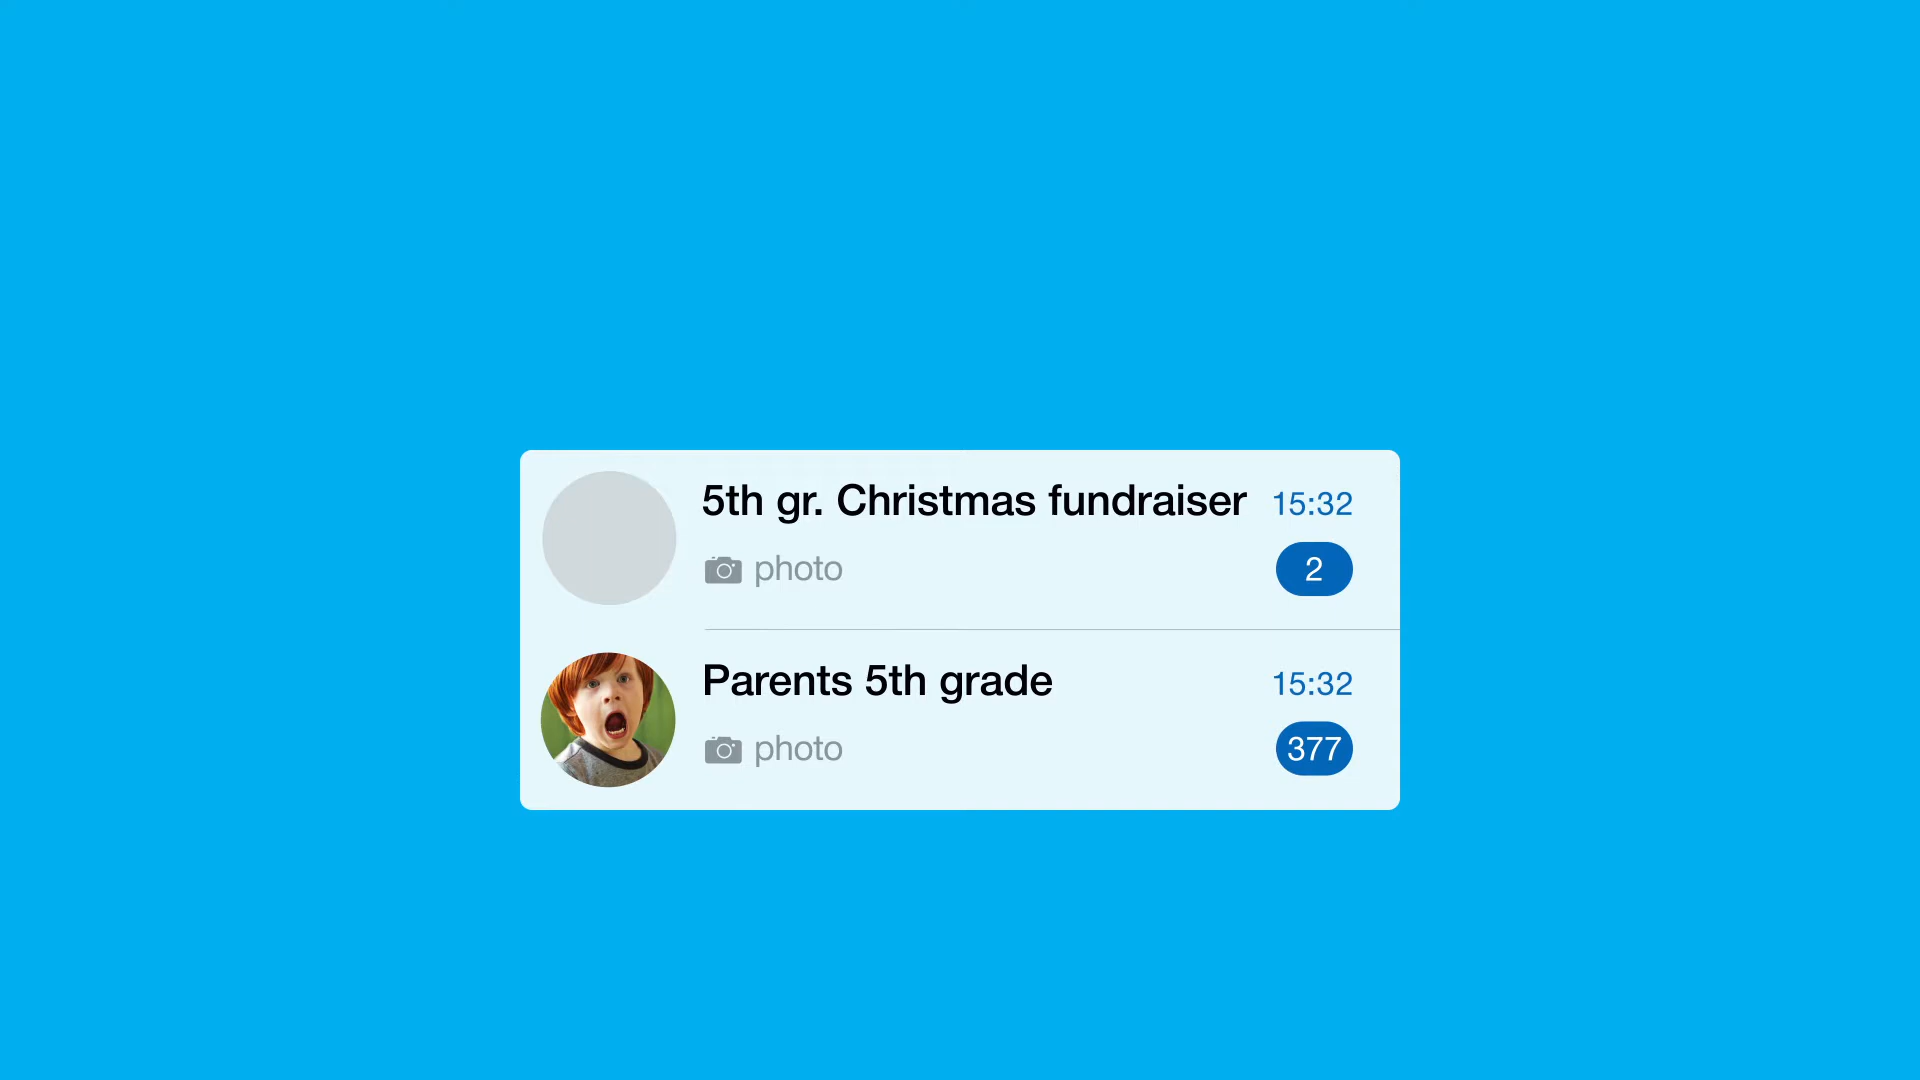 5th gr. Christmas fundraiser 15:32
photo 2
Parents 5th grade 15:32
photo 377